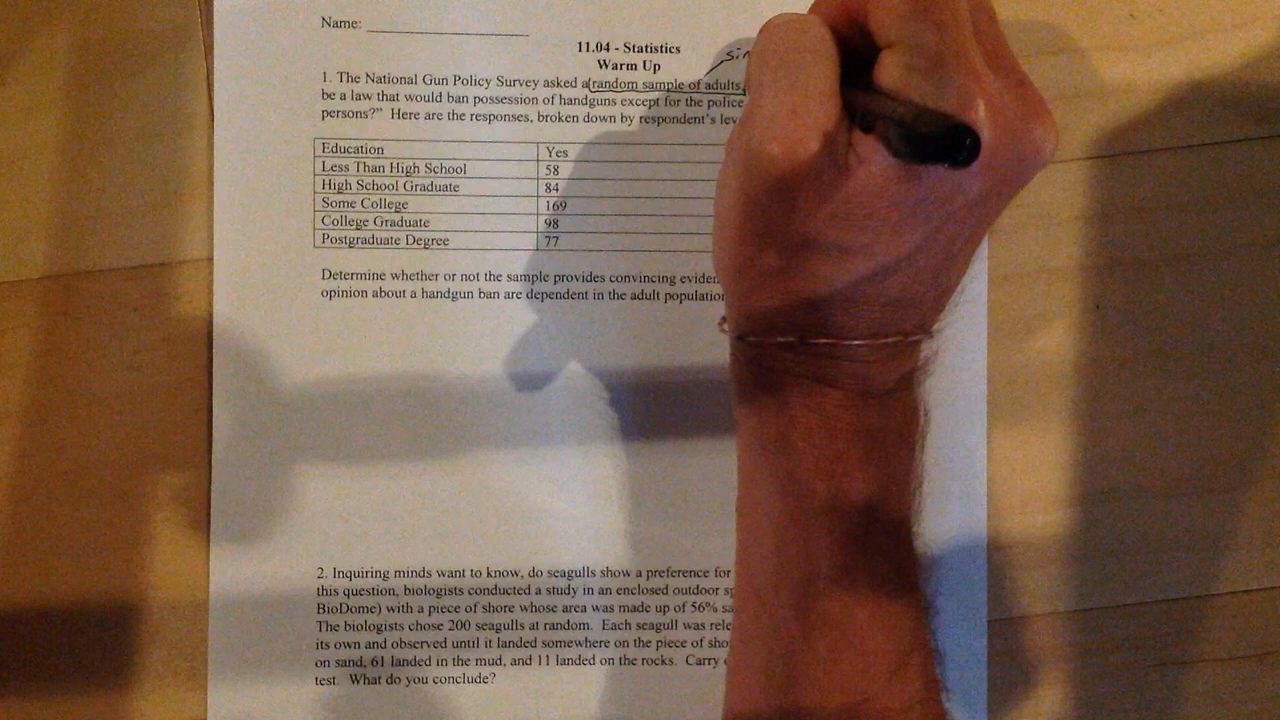 Name:
11.04 - Statistics
Warm Up
sin
1. The National Gun Policy Survey asked a random sample of adults,
be a law that would ban possession of handguns except for the police
persons?" Here are the responses, broken down by respondent's lev
Education Yes
Less Than High School 58
High School Graduate 84
Some College 169
College Graduate 98
Postgraduate Degree 77
Determine whether or not the sample provides convincing eviden
opinion about a handgun ban are dependent in the adult population
2. Inquiring minds want to know, do seagulls show a preference for
this question, biologists conducted a study in an enclosed outdoor sp
BioDome) with a piece of shore whose area was made up of 56% sa
The biologists chose 200 seagulls at random. Each seagull was rele
its own and observed until it landed somewhere on the piece of sho
on sand, 61 landed in the mud, and 11 landed on the rocks. Carry
test. What do you conclude?